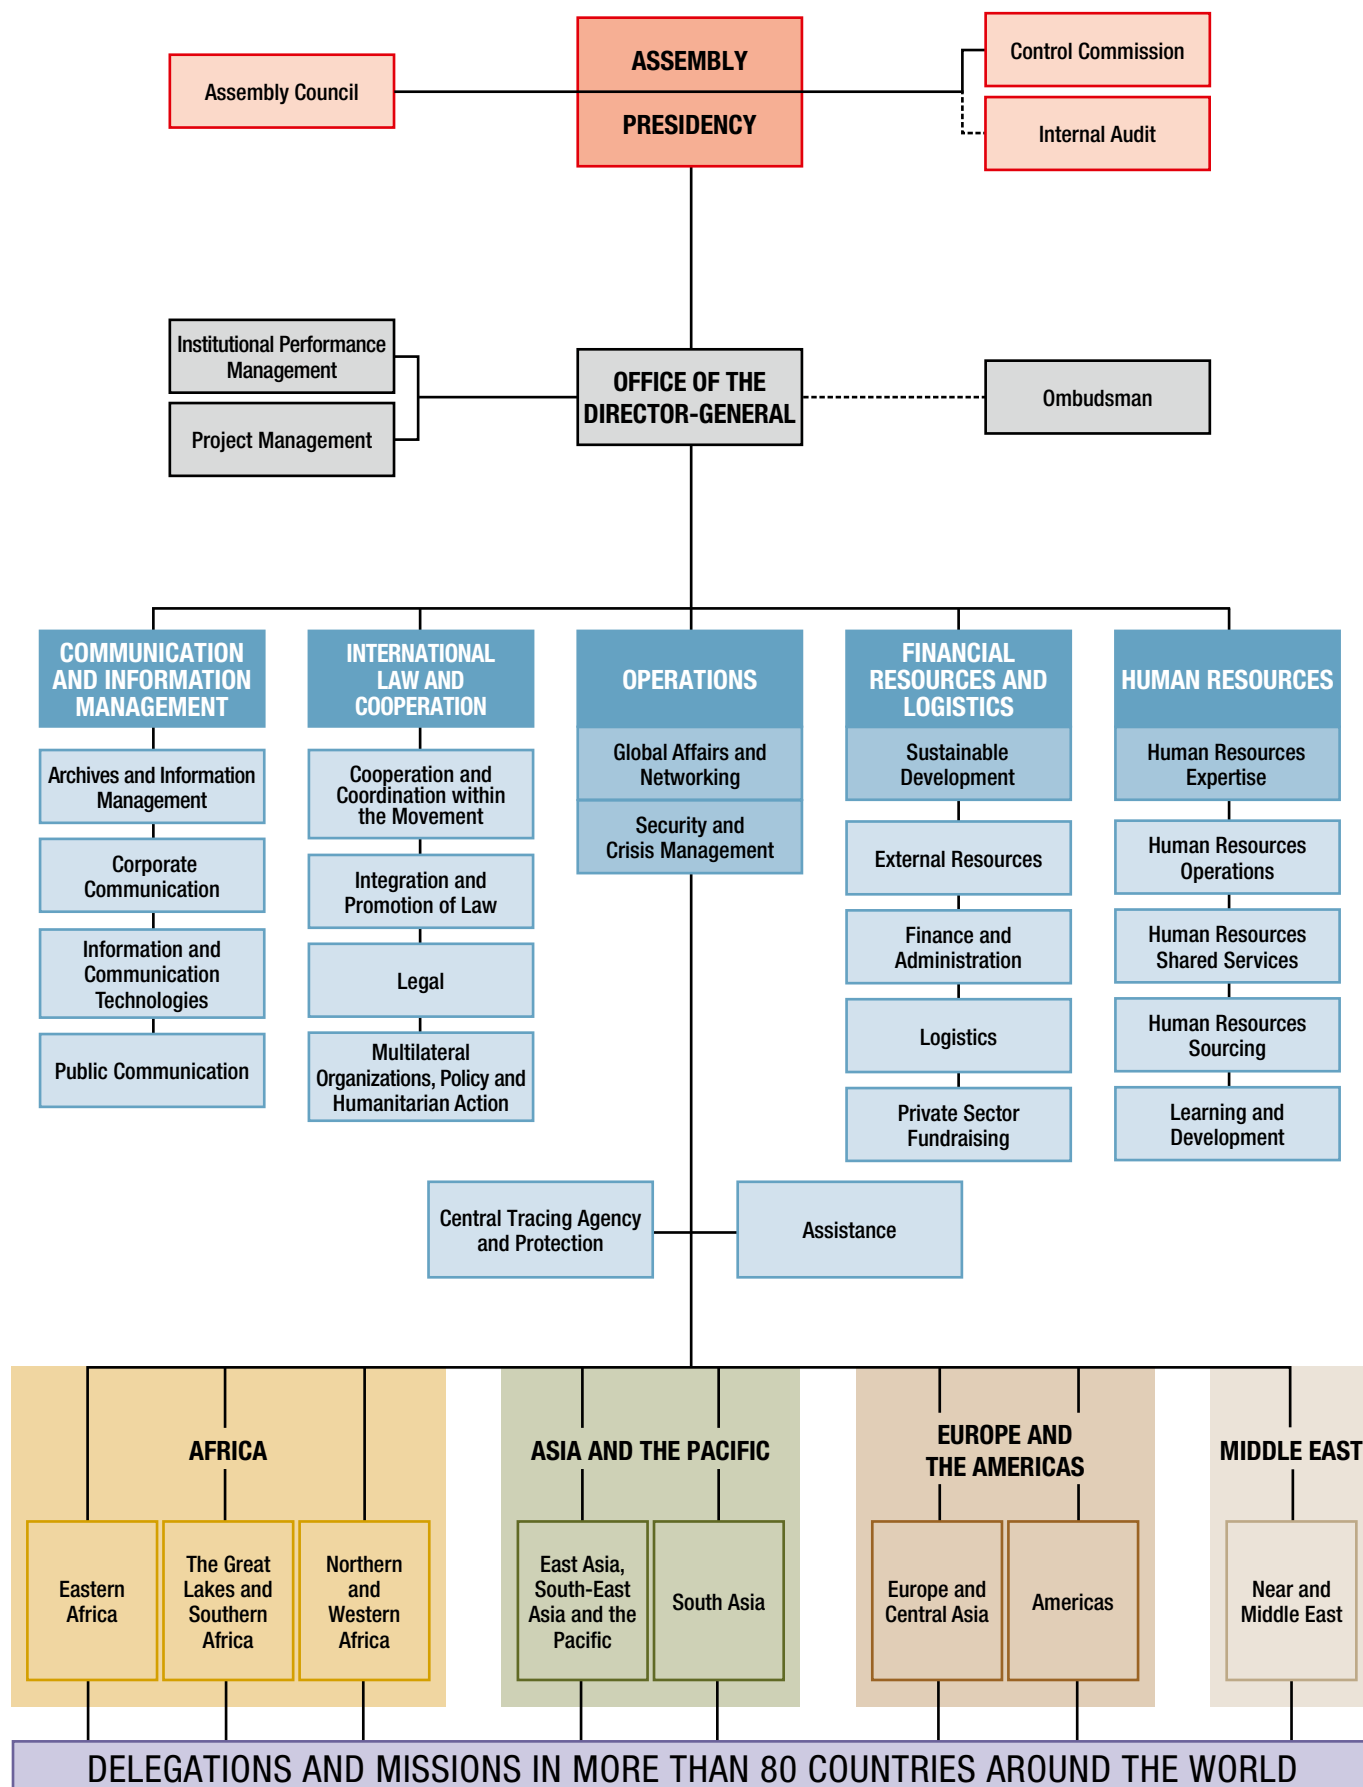 ASSEMBLY
PRESIDENCY
Assembly Council
Control Commission
Internal Audit
Institutional Performance
Management
Project Management
OFFICE OF THE
DIRECTOR-GENERAL
Ombudsman
COMMUNICATION
AND INFORMATION
MANAGEMENT
Archives and Information
Management
Corporate
Communication
Information and
Communication
Technologies
Public Communication
INTERNATIONAL
LAW AND
COOPERATION
Cooperation and
Coordination within
the Movement
Integration and
Promotion of Law
Legal
Multilateral
Organizations, Policy and
Humanitarian Action
OPERATIONS
Global Affairs and
Networking
Security and
Crisis Management
FINANCIAL
RESOURCES AND
LOGISTICS
Sustainable
Development
External Resources
Finance and
Administration
Logistics
Private Sector
Fundraising
HUMAN RESOURCES
Human Resources
Expertise
Human Resources
Operations
Human Resources
Shared Services
Human Resources
Sourcing
Learning and
Development
Central Tracing Agency
and Protection
Assistance
AFRICA
Eastern
Africa
The Great
Lakes and
Southern
Africa
Northern
and
Western
Africa
ASIA AND THE PACIFIC
East Asia,
South-East
Asia and the
Pacific
South Asia
EUROPE AND
THE AMERICAS
Europe and
Central Asia
Americas
MIDDLE EAST
Near and
Middle East
DELEGATIONS AND MISSIONS IN MORE THAN 80 COUNTRIES AROUND THE WORLD